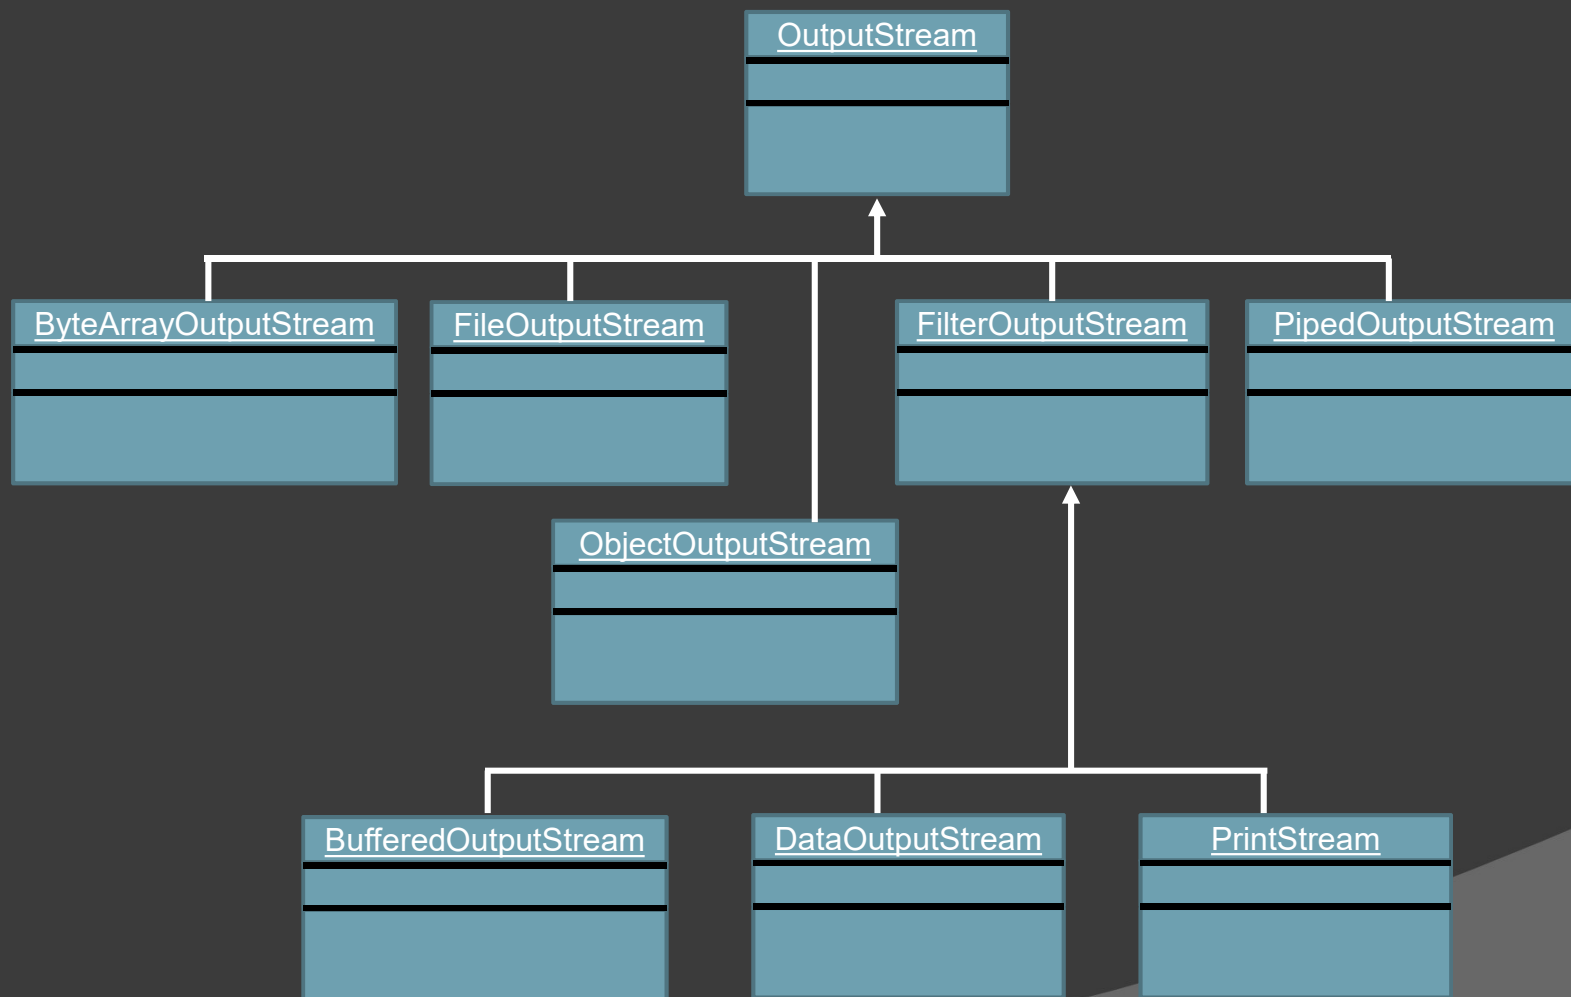 OutputStream
ByteArrayOutputStream
FileOutputStream
FilterOutputStream
PipedOutputStream
ObjectOutputStream
BufferedOutputStream
DataOutputStream
PrintStream